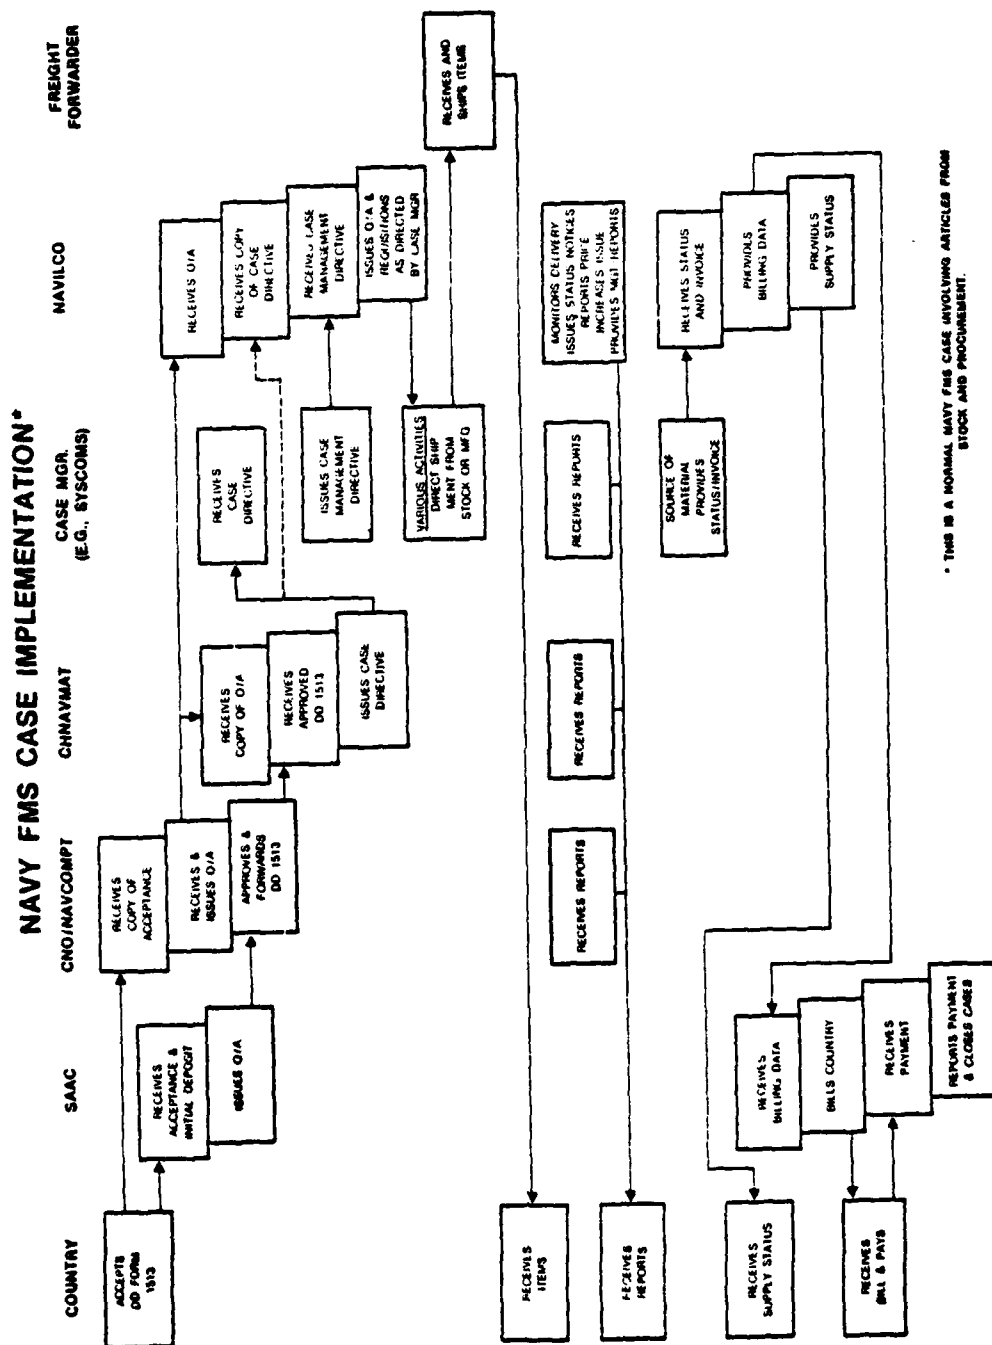 NAVY FMS CASE IMPLEMENTATION*
COUNTRY
SAAC
CNO/NAVCOMPT
CHNAVMAT
CASE MGR.
(E.G., SYSCOMS)
NAVILCO
FREIGHT
FORWARDER
ACCEPTS
DD FORM
1513
RECEIVES
ACCEPTANCE &
INITIAL DEPOSIT
ISSUES O/A
RECEIVES
COPY OF
ACCEPTANCE
RECEIVES &
ISSUES O/A
APPROVES &
FORWARDS
DD 1513
RECEIVES
COPY OF O/A
RECEIVES
APPROVED
DD 1513
ISSUES CASE
DIRECTIVE
RECEIVES
CASE
DIRECTIVE
ISSUES CASE
MANAGEMENT
DIRECTIVE
VARIOUS ACTIVITIES
DIRECT SHIP
MENT FROM
STOCK OR MFG
RECEIVES O/A
RECEIVES COPY
OF CASE
DIRECTIVE
RECEIVES CASE
MANAGEMENT
DIRECTIVE
ISSUES O/A &
REQUISITIONS
AS DIRECTED
BY CASE MGR
RECEIVES AND
SHIPS ITEMS
RECEIVES
ITEMS
RECEIVES
REPORTS
RECEIVES REPORTS
RECEIVES REPORTS
RECEIVES REPORTS
MONITORS DELIVERY
ISSUES STATUS NOTICES
REPORTS PRICE
INCREASES ISSUE
PROVIDES MGT REPORTS
RECEIVES
SUPPLY STATUS
RECEIVES
BILL & PAYS
RECEIVES
BILLING DATA
BILLS COUNTRY
RECEIVES
PAYMENT
REPORTS PAYMENT
& CLOSES CASES
SOURCE OF
MATERIAL
PROVIDES
STATUS/INVOICE
RECEIVES STATUS
AND INVOICE
PROVIDES
BILLING DATA
PROVIDES
SUPPLY STATUS
* THIS IS A NORMAL NAVY FMS CASE INVOLVING ARTICLES FROM
STOCK AND PROCUREMENT.